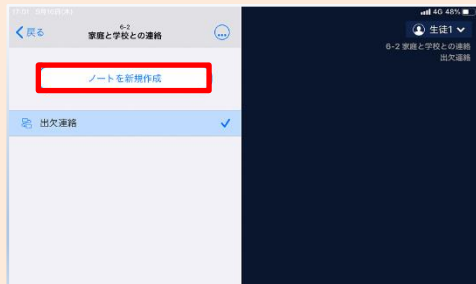 4G 48%
戻る
6-2
家庭と学校との連絡
生徒1
6-2 家庭と学校との連絡
出欠連絡
ノートを新規作成
出欠連絡